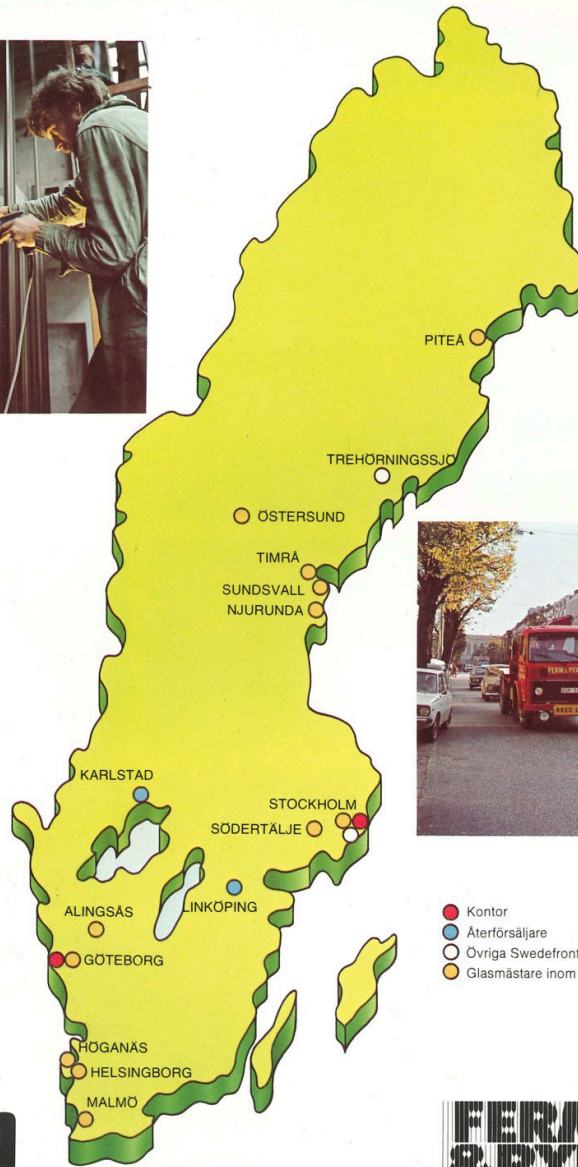 PITEÅ
TREHÖRNINGSSJÖ
ÖSTERSUND
TIMRÅ
SUNDSVALL
NJURUNDA
KARLSTAD
STOCKHOLM
SÖDERTÄLJE
LINKÖPING
ALINGSÅS
GÖTEBORG
HÖGANÄS
HELSINGBORG
MALMÖ
Kontor
Återförsäljare
Övriga Swedefront
Glasmästare inom
BRED